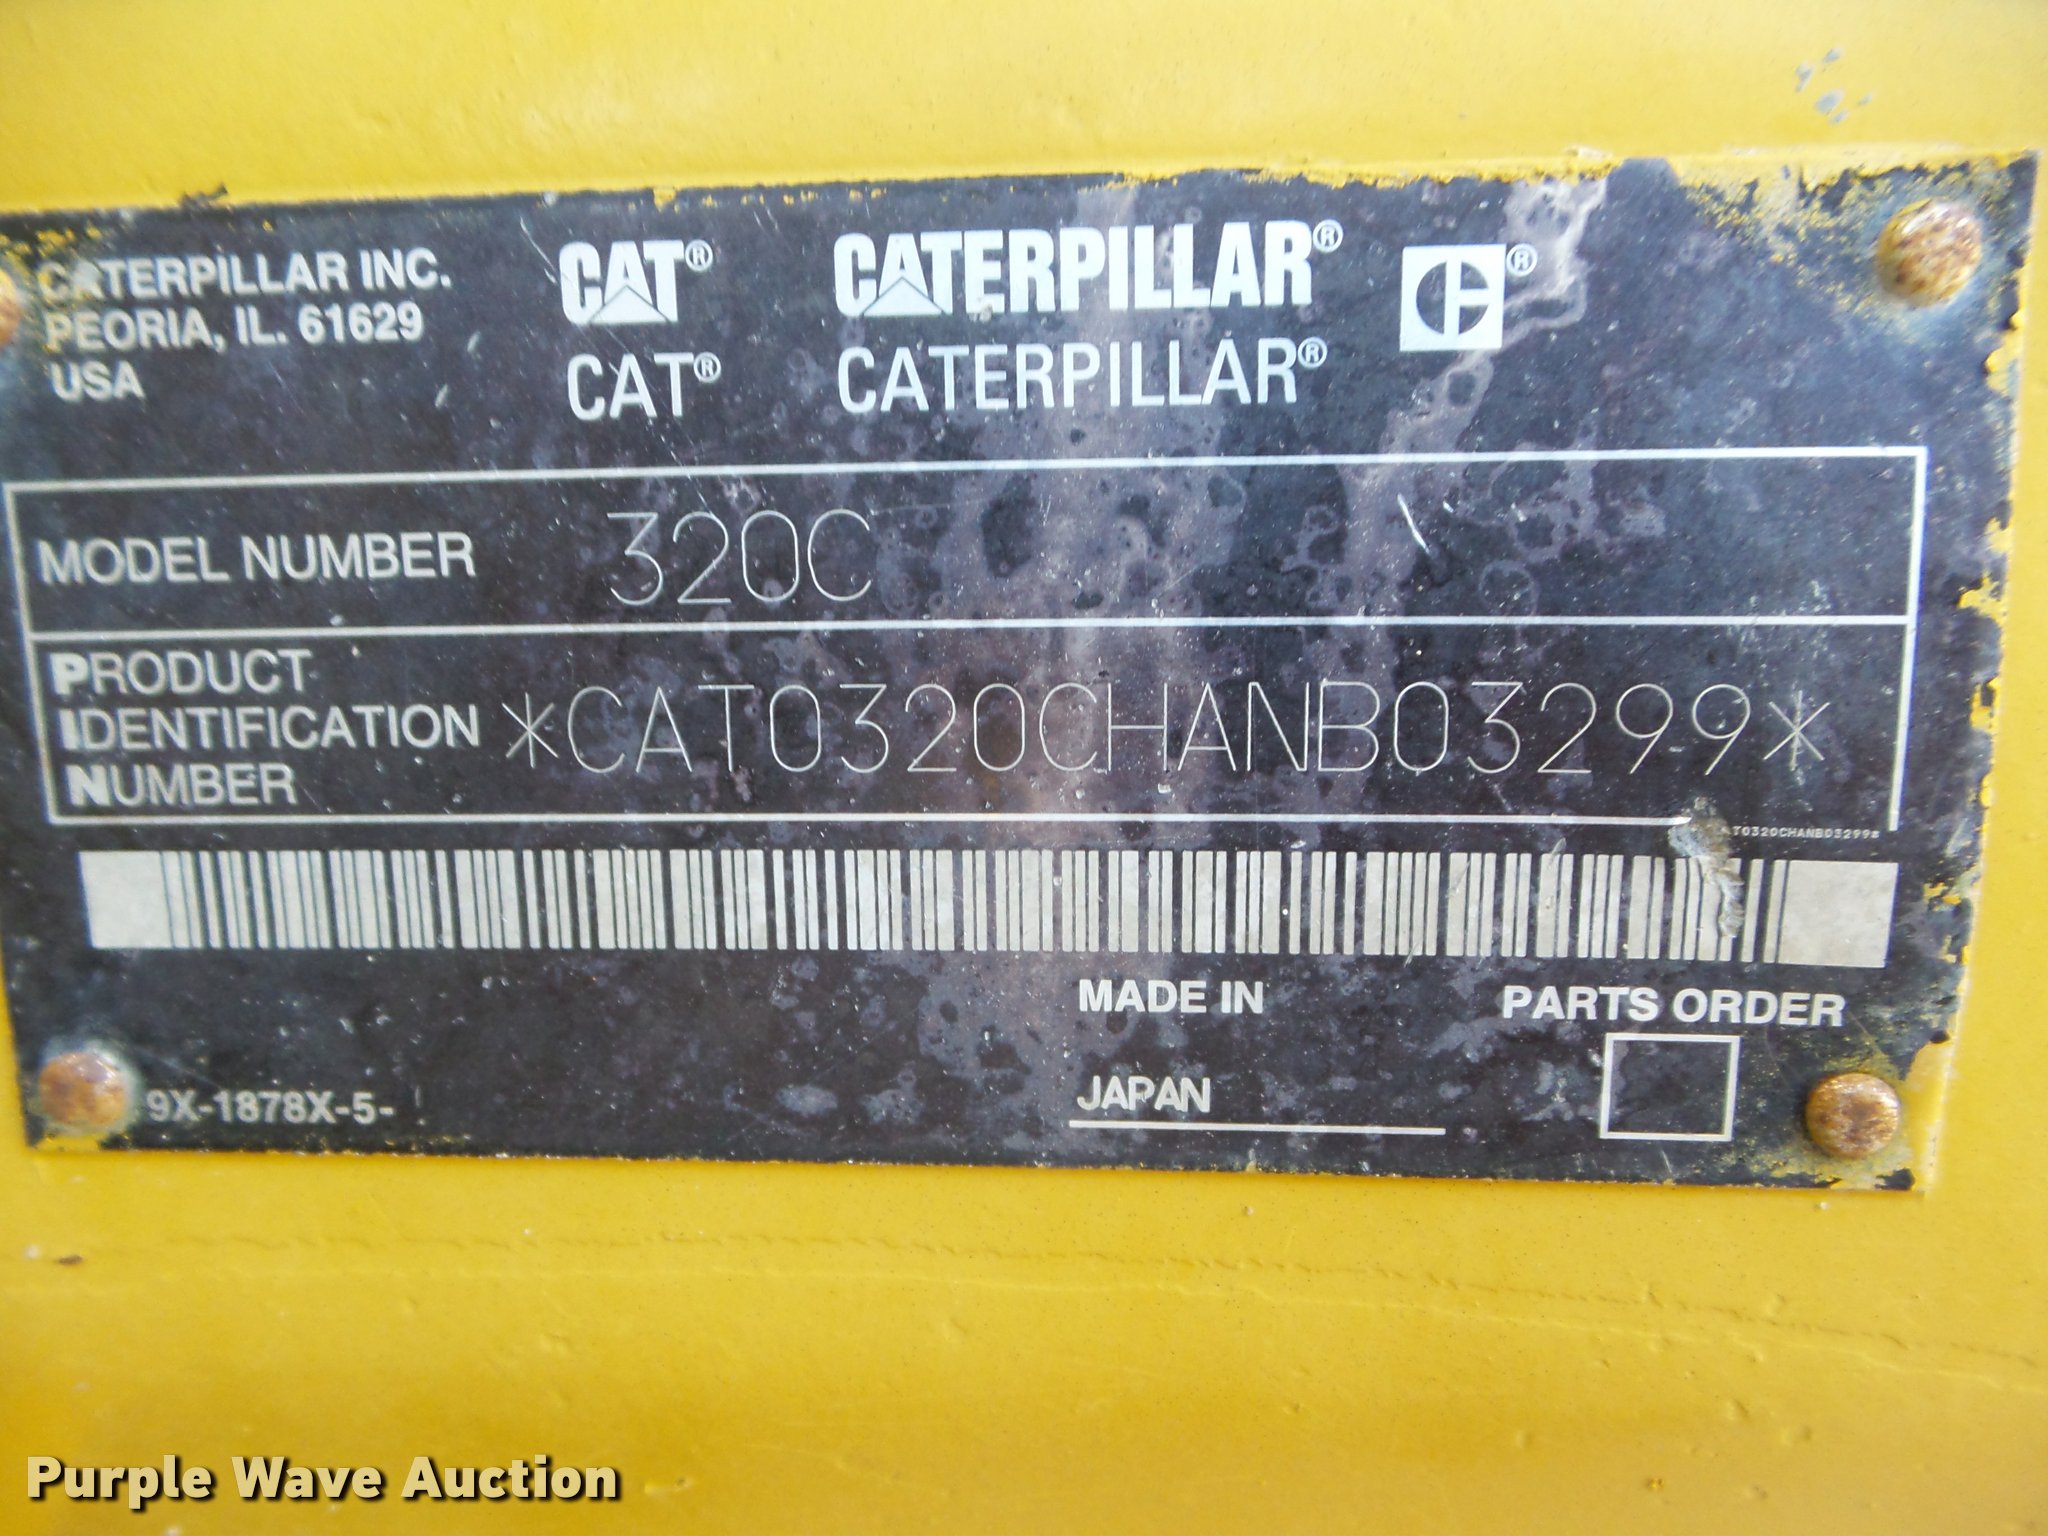 CATERPILLAR INC.
PEORIA, IL. 61629
USA
CAT®
CAT®
CATERPILLAR®
CATERPILLAR®
®
MODEL NUMBER 320C
PRODUCT
IDENTIFICATION
NUMBER
*CAT0320CHANB03299*
T0320CHANB03299*
MADE IN
JAPAN
PARTS ORDER
9X-1878X-5-
Purple Wave Auction